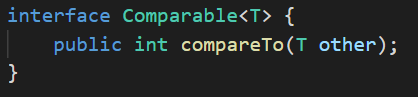 interface Comparable<T> {
    public int compareTo(T other);
}